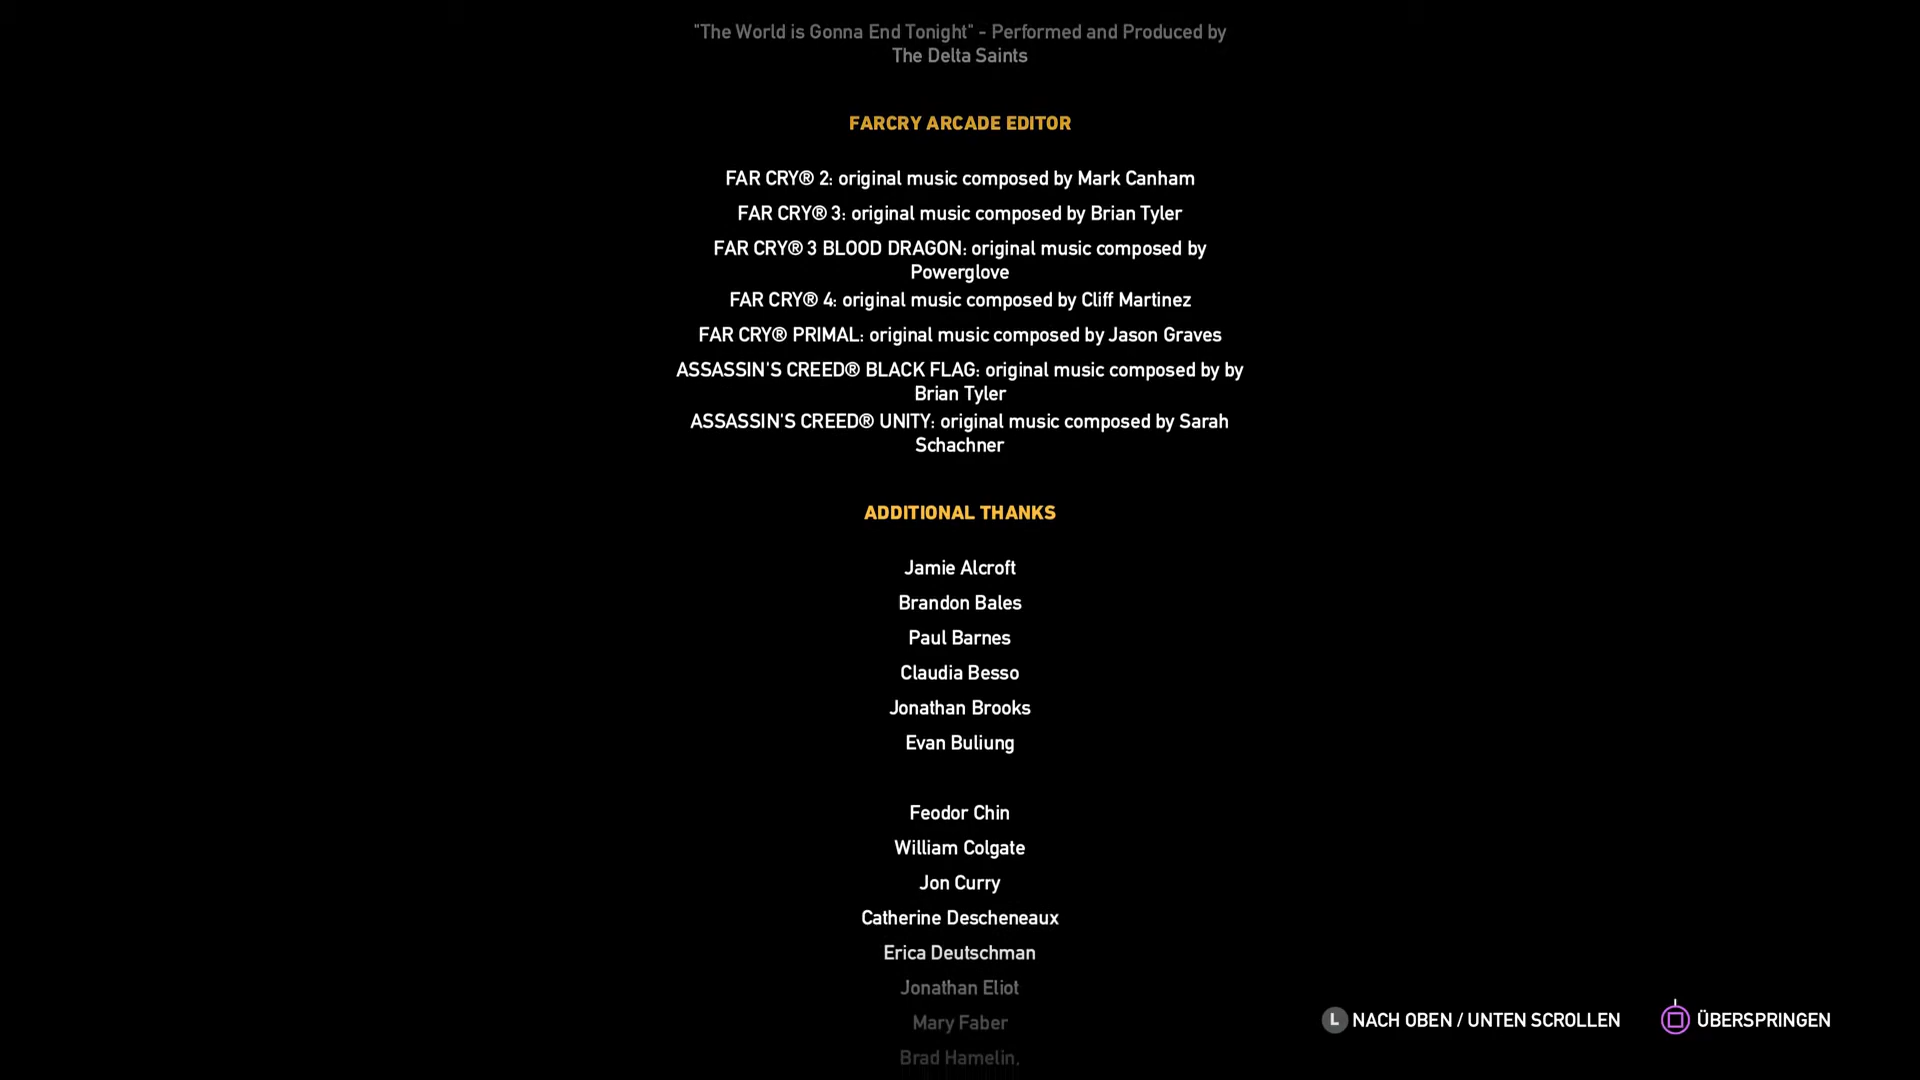 "The World is Gonna End Tonight" - Performed and Produced by
The Delta Saints
FARCRY ARCADE EDITOR
FAR CRY® 2: original music composed by Mark Canham
FAR CRY® 3: original music composed by Brian Tyler
FAR CRY® 3 BLOOD DRAGON: original music composed by
Powerglove
FAR CRY® 4: original music composed by Cliff Martinez
FAR CRY® PRIMAL: original music composed by Jason Graves
ASSASSIN'S CREED® BLACK FLAG: original music composed by by
Brian Tyler
ASSASSIN'S CREED® UNITY: original music composed by Sarah
Schachner
ADDITIONAL THANKS
Jamie Alcroft
Brandon Bales
Paul Barnes
Claudia Besso
Jonathan Brooks
Evan Buliung
Feodor Chin
William Colgate
Jon Curry
Catherine Descheneaux
Erica Deutschman
Jonathan Eliot
Mary Faber
Brad Hamelin,
L NACH OBEN / UNTEN SCROLLEN
ÜBERSPRINGEN